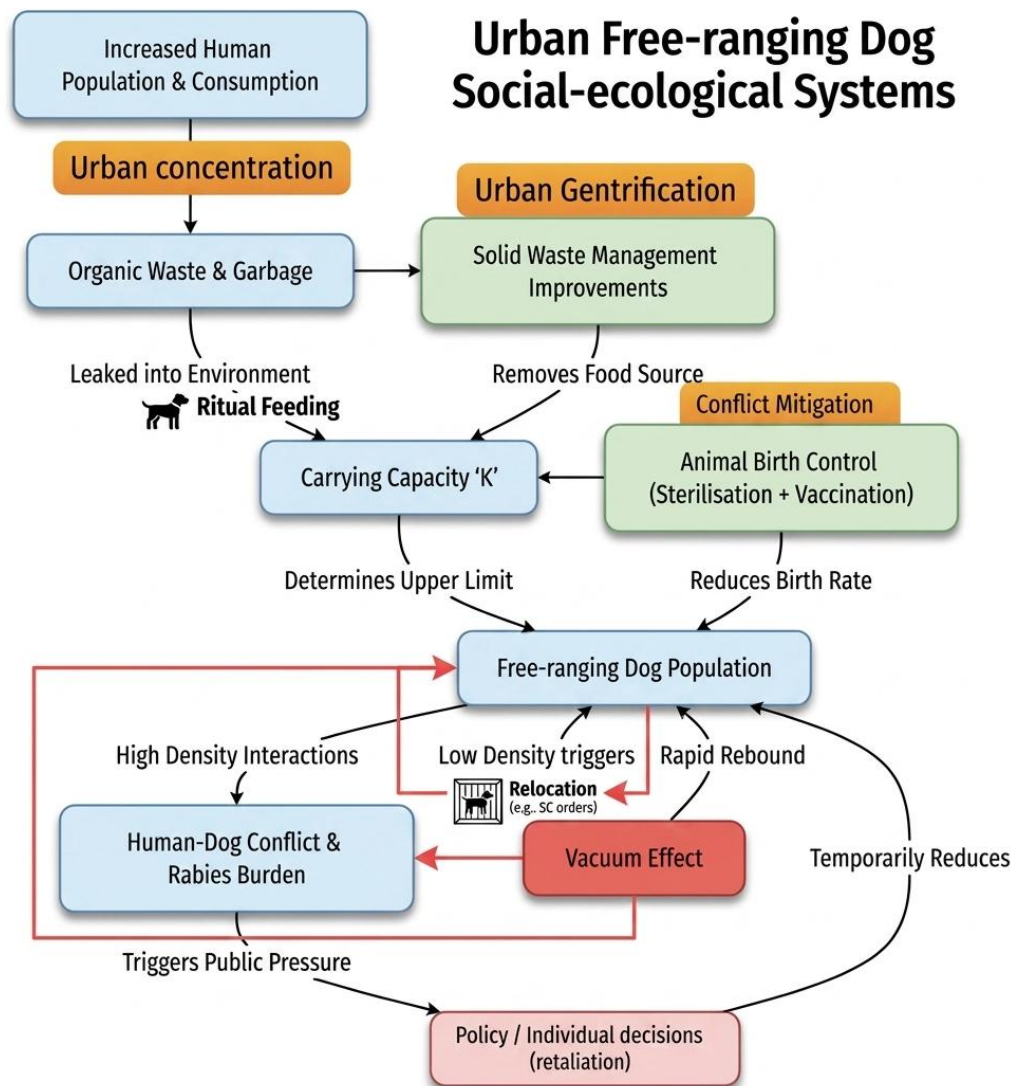 Urban Free-ranging Dog
Social-ecological Systems
Increased Human
Population & Consumption
Urban concentration
Urban Gentrification
Organic Waste & Garbage
Solid Waste Management
Improvements
Leaked into Environment
Ritual Feeding
Removes Food Source
Conflict Mitigation
Carrying Capacity ‘K’
Animal Birth Control
(Sterilisation + Vaccination)
Determines Upper Limit
Reduces Birth Rate
Free-ranging Dog Population
High Density Interactions
Low Density triggers
Rapid Rebound
Relocation
(e.g.. SC orders)
Human-Dog Conflict &
Rabies Burden
Vacuum Effect
Temporarily Reduces
Triggers Public Pressure
Policy / Individual decisions
(retaliation)